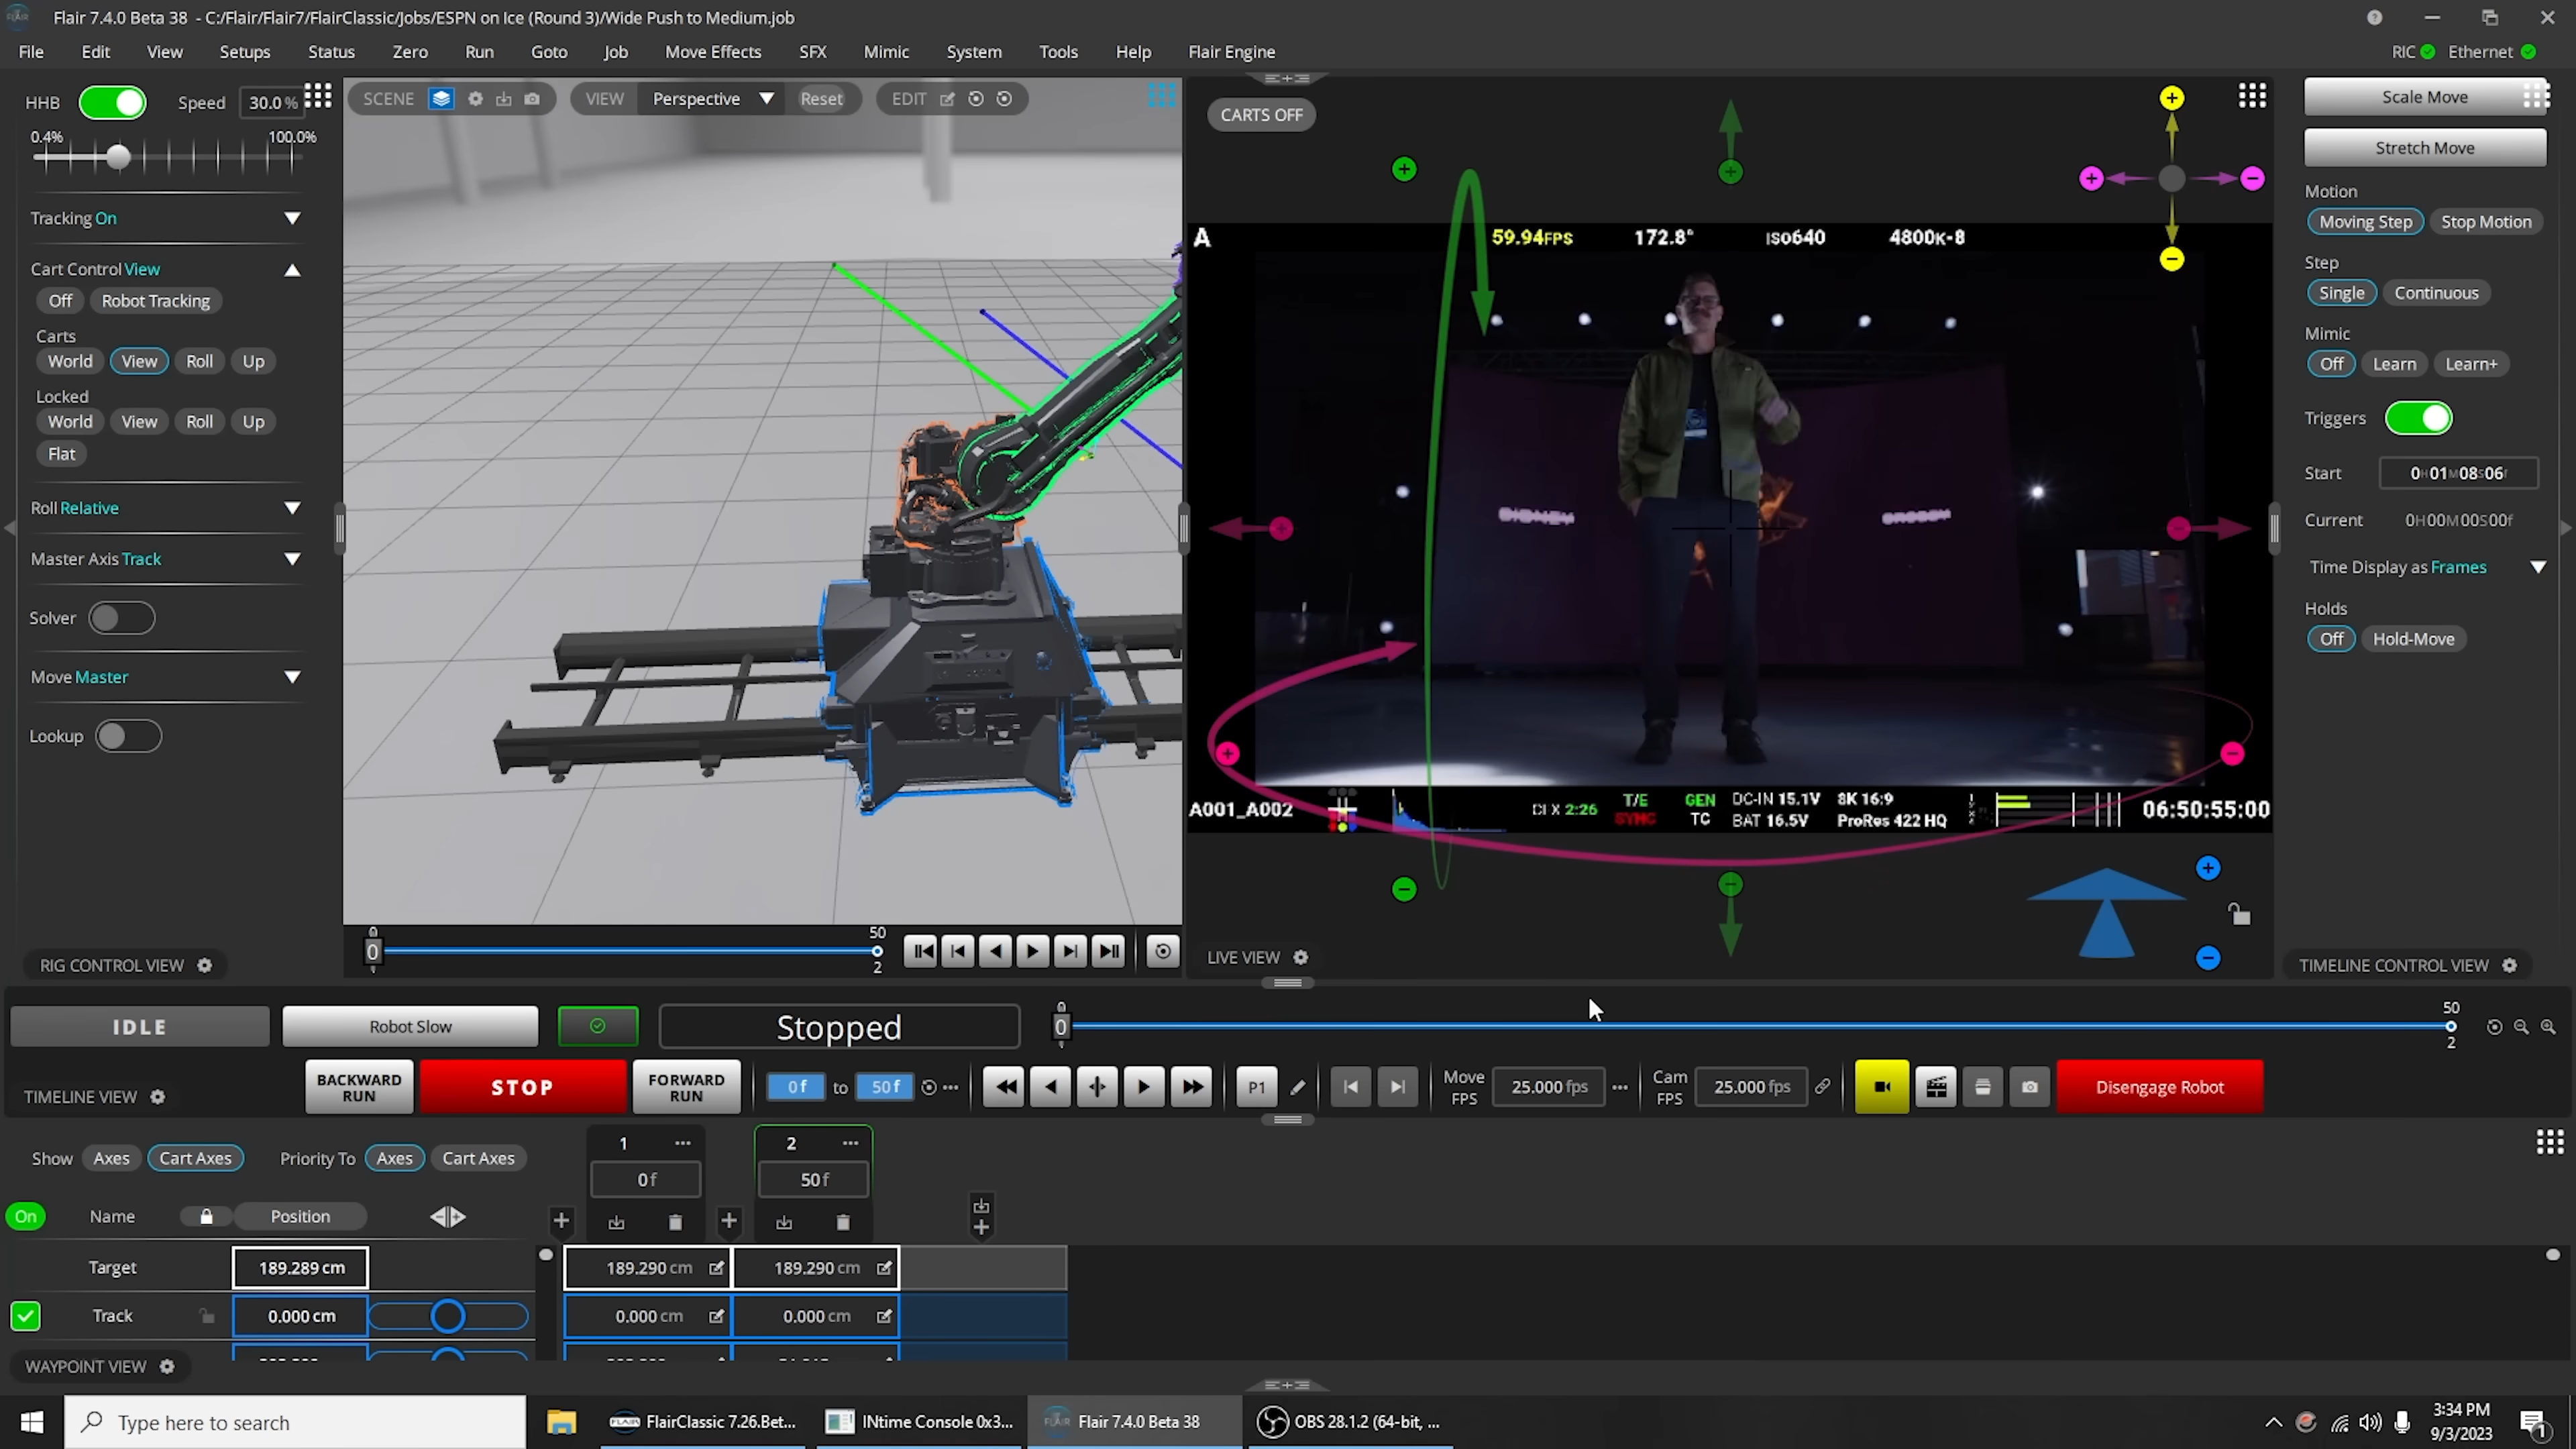 Flair 7.4.0 Beta 38 - C:/Flair/Flair7/FlairClassic/Jobs/ESPN on Ice (Round 3)/Wide Push to Medium.job
File Edit View Setups Status Zero Run Goto Job Move Effects SFX Mimic System Tools Help Flair Engine RIC Ethernet
HHB Speed 30.0 %
0.4% 100.0%
Tracking On
Cart Control View
Off Robot Tracking
Carts
World View Roll Up
Locked
World View Roll Up
Flat
Roll Relative
Master Axis Track
Solver
Move Master
Lookup
RIG CONTROL VIEW
SCENE VIEW Perspective Reset EDIT
0 50
0
2
CARTS OFF
A 59.94FPS 172.8° ISO640 4800K-8
A001_A002 2:26 T/E GEN DC-IN 15.1V 8K 16:9 06:50:55:00
SYNC TC BAT 16.5V ProRes 422 HQ
LIVE VIEW
Scale Move
Stretch Move
Motion
Moving Step Stop Motion
Step
Single Continuous
Mimic
Off Learn Learn+
Triggers
Start 0H01M08S06f
Current 0H00M00S00f
Time Display as Frames
Holds
Off Hold-Move
TIMELINE CONTROL VIEW
IDLE Robot Slow Stopped 0 50
0
2
TIMELINE VIEW
BACKWARD RUN STOP FORWARD RUN 0 f to 50 f P1 Move FPS 25.000 fps Cam FPS 25.000 fps Disengage Robot
Show Axes Cart Axes Priority To Axes Cart Axes
1 ... 2 ...
0 f 50 f
On Name Position
Target 189.289 cm 189.290 cm 189.290 cm
Track 0.000 cm 0.000 cm 0.000 cm
WAYPOINT VIEW
Type here to search
FlairClassic 7.26.Bet...
INtime Console 0x3...
Flair 7.4.0 Beta 38
OBS 28.1.2 (64-bit, ...
3:34 PM
9/3/2023
1